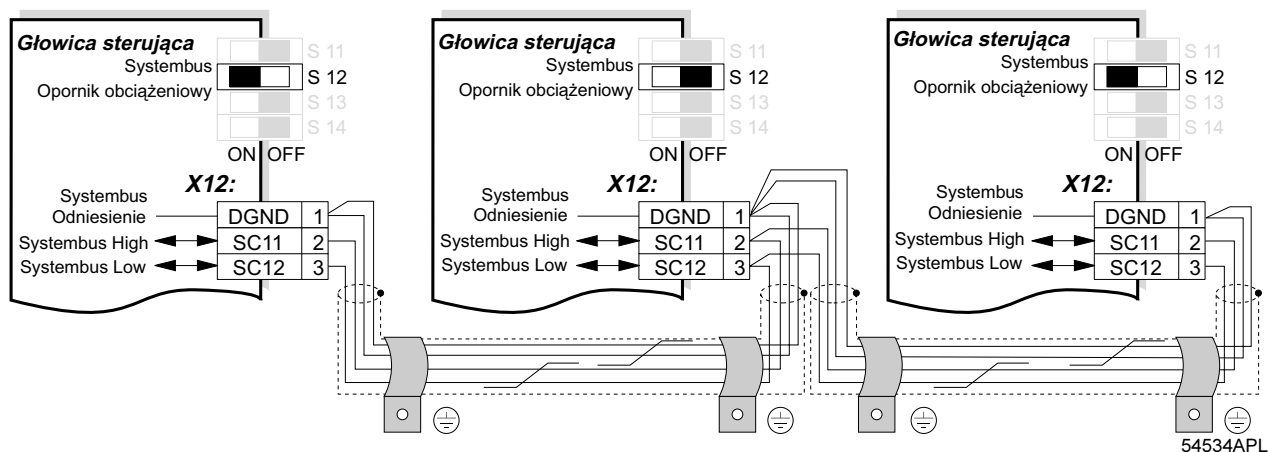 Głowica sterująca
Systembus
Opornik obciążeniowy
S 11
S 12
S 13
S 14
ON OFF
X12:
Systembus
Odniesienie
DGND 1
Systembus High
SC11 2
Systembus Low
SC12 3
Głowica sterująca
Systembus
Opornik obciążeniowy
S 11
S 12
S 13
S 14
ON OFF
X12:
Systembus
Odniesienie
DGND 1
Systembus High
SC11 2
Systembus Low
SC12 3
Głowica sterująca
Systembus
Opornik obciążeniowy
S 11
S 12
S 13
S 14
ON OFF
X12:
Systembus
Odniesienie
DGND 1
Systembus High
SC11 2
Systembus Low
SC12 3
54534APL